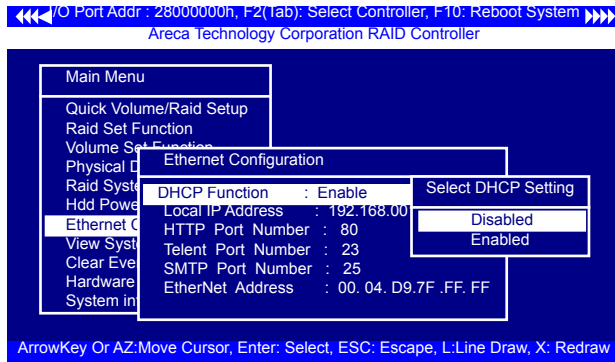 I/O Port Addr : 28000000h, F2(Tab): Select Controller, F10: Reboot System
Areca Technology Corporation RAID Controller
Main Menu
Quick Volume/Raid Setup
Raid Set Function
Volume Set Function
Physical D
Raid Syste
Hdd Powe
Ethernet C
View Syst
Clear Eve
Hardware
System in
Ethernet Configuration
DHCP Function : Enable
Local IP Address : 192.168.00
HTTP Port Number : 80
Telent Port Number : 23
SMTP Port Number : 25
EtherNet Address : 00. 04. D9.7F .FF. FF
Select DHCP Setting
Disabled
Enabled
ArrowKey Or AZ:Move Cursor, Enter: Select, ESC: Escape, L:Line Draw, X: Redraw